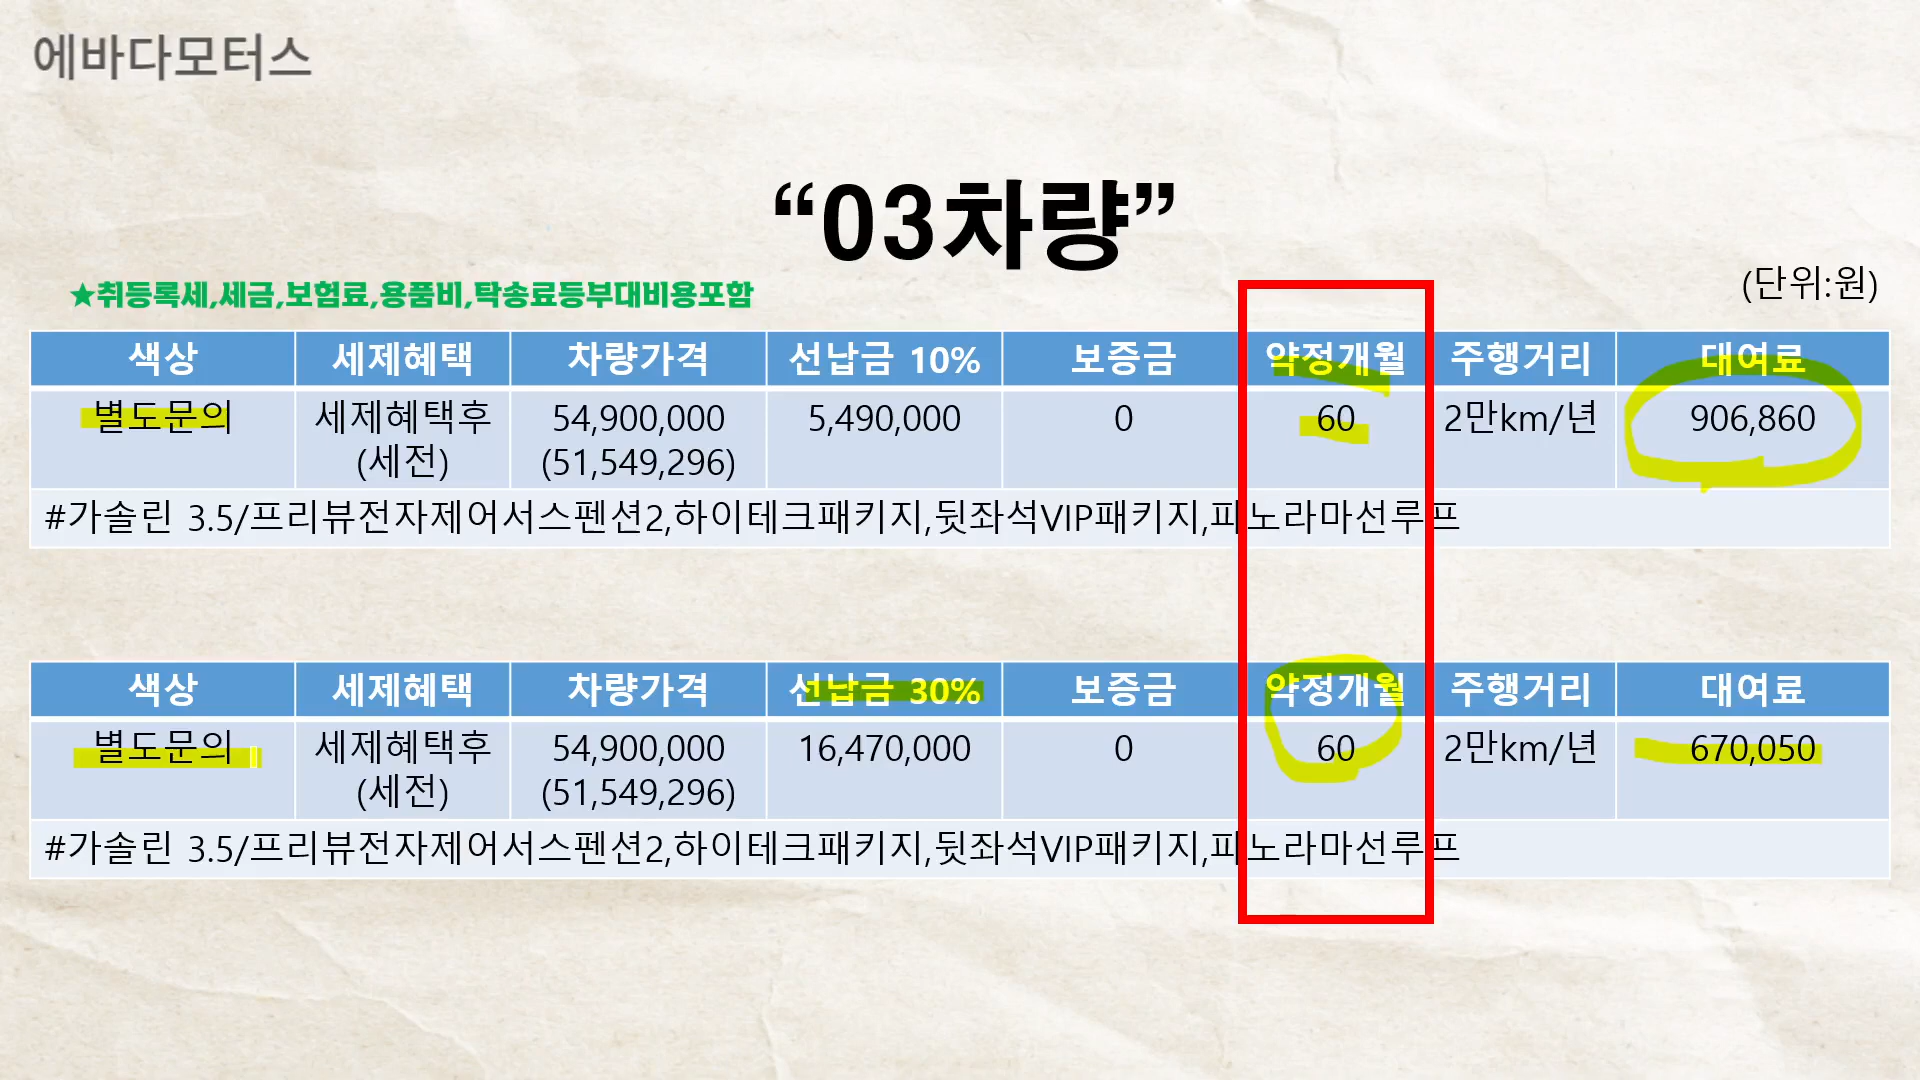 에바다모터스
“03차량”
★취등록세,세금,보험료,용품비,탁송료등부대비용포함
(단위:원)
색상 세제혜택 차량가격 선납금 10% 보증금 약정개월 주행거리 대여료
별도문의 세제혜택후 54,900,000 5,490,000 0 60 2만km/년 906,860
(세전) (51,549,296)
#가솔린 3.5/프리뷰전자제어서스펜션2,하이테크패키지,뒷좌석VIP패키지,파노라마선루프
색상 세제혜택 차량가격 선납금 30% 보증금 약정개월 주행거리 대여료
별도문의 세제혜택후 54,900,000 16,470,000 0 60 2만km/년 670,050
(세전) (51,549,296)
#가솔린 3.5/프리뷰전자제어서스펜션2,하이테크패키지,뒷좌석VIP패키지,파노라마선루프